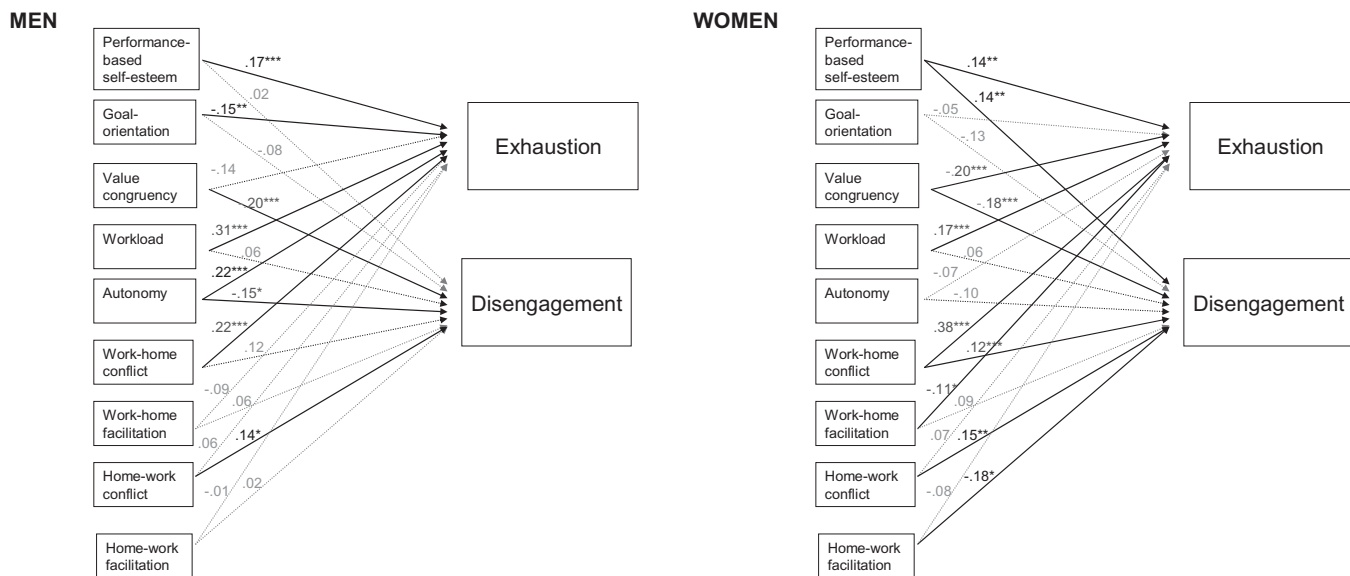 MEN
Performance-
based
self-esteem
Goal-
orientation
Value
congruency
Workload
Autonomy
Work-home
conflict
Work-home
facilitation
Home-work
conflict
Home-work
facilitation
.17***
.02
-.15**
-.08
-.14
-.20***
.31***
.06
.22***
-.15*
.22***
.12
-.09
.06
.06
.14*
-.01
.02
Exhaustion
Disengagement
WOMEN
Performance-
based
self-esteem
Goal-
orientation
Value
congruency
Workload
Autonomy
Work-home
conflict
Work-home
facilitation
Home-work
conflict
Home-work
facilitation
.14**
.14**
-.05
-.13
-.20***
-.18***
.17***
.06
-.07
-.10
.38***
.12***
-.11*
.09
.07
.15**
-.08
-.18*
Exhaustion
Disengagement